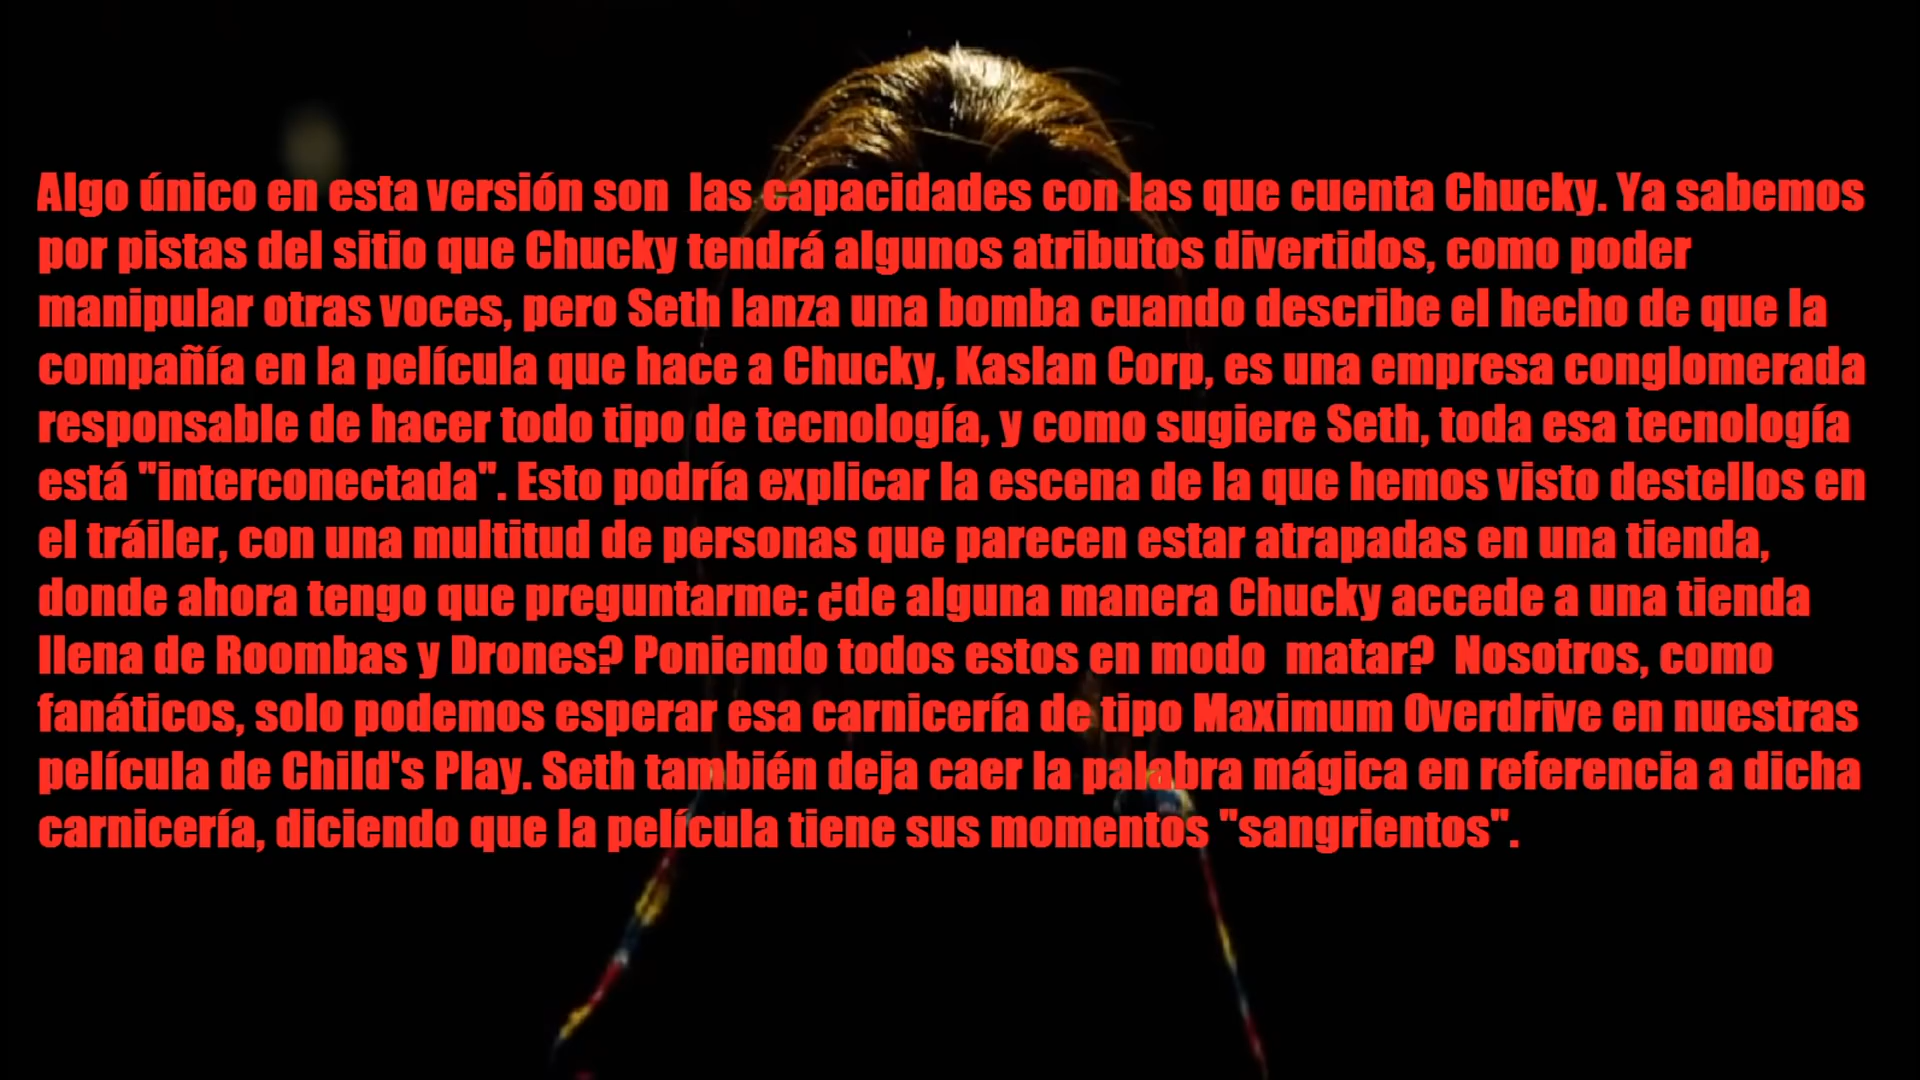 Algo único en esta versión son  las capacidades con las que cuenta Chucky. Ya sabemos
por pistas del sitio que Chucky tendrá algunos atributos divertidos, como poder
manipular otras voces, pero Seth lanza una bomba cuando describe el hecho de que la
compañía en la película que hace a Chucky, Kaslan Corp, es una empresa conglomerada
responsable de hacer todo tipo de tecnología, y como sugiere Seth, toda esa tecnología
está "interconectada". Esto podría explicar la escena de la que hemos visto destellos en
el tráiler, con una multitud de personas que parecen estar atrapadas en una tienda,
donde ahora tengo que preguntarme: ¿de alguna manera Chucky accede a una tienda
llena de Roombas y Drones? Poniendo todos estos en modo  matar?  Nosotros, como
fanáticos, solo podemos esperar esa carnicería de tipo Maximum Overdrive en nuestras
película de Child's Play. Seth también deja caer la palabra mágica en referencia a dicha
carnicería, diciendo que la película tiene sus momentos "sangrientos".